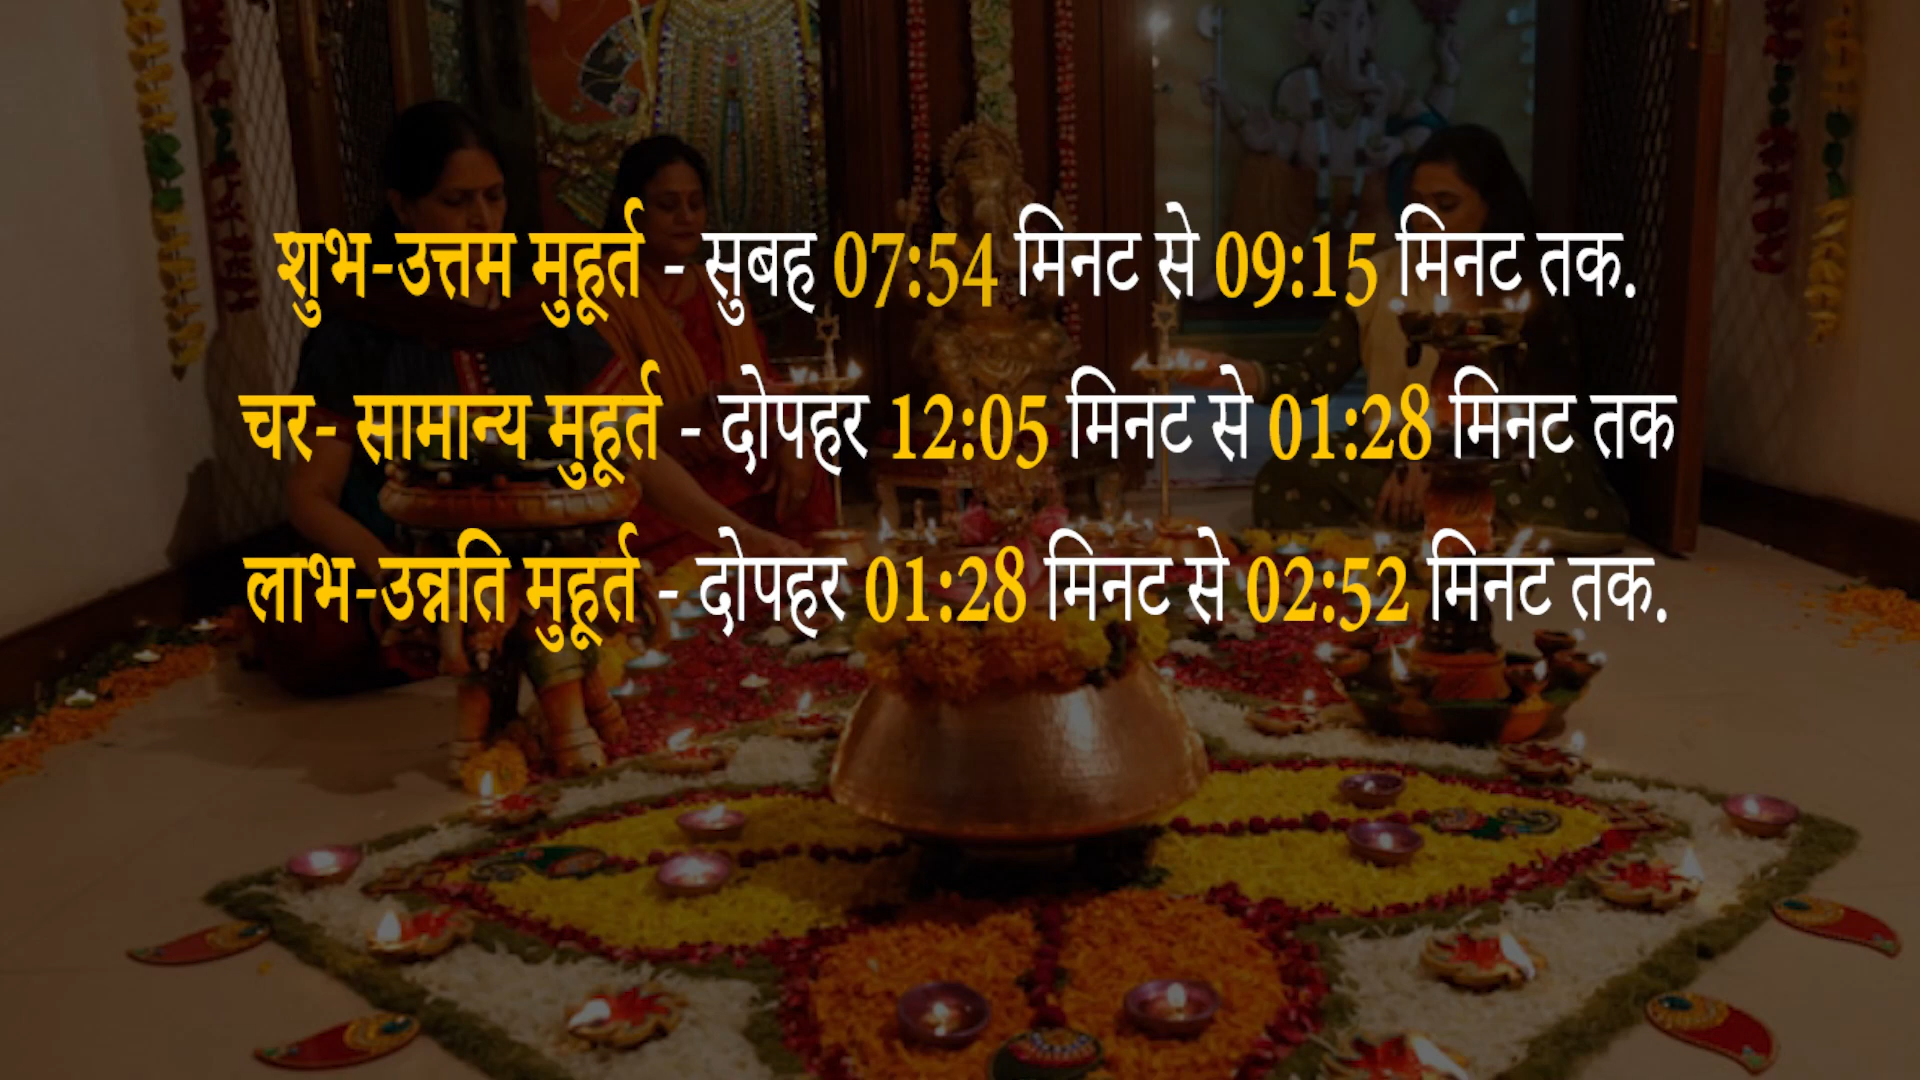 शुभ-उत्तम मुहूर्त - सुबह 07:54 मिनट से 09:15 मिनट तक.
चर- सामान्य मुहूर्त - दोपहर 12:05 मिनट से 01:28 मिनट तक
लाभ-उन्नति मुहूर्त - दोपहर 01:28 मिनट से 02:52 मिनट तक.